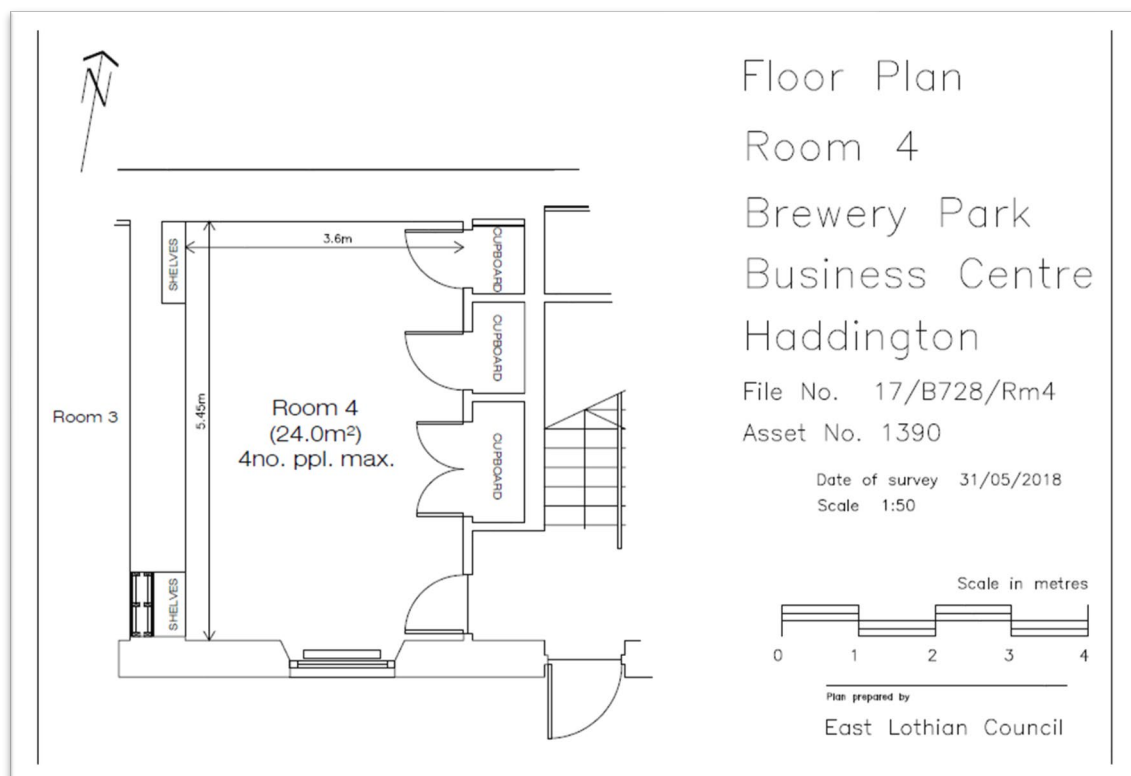 N
Floor Plan
Room 4
Brewery Park
Business Centre
Haddington
File No. 17/B728/Rm4
Asset No. 1390
Date of survey 31/05/2018
Scale 1:50
Scale in metres
0 1 2 3 4
Plan prepared by
East Lothian Council
SHELVES
3.6m
CUPBOARD
CUPBOARD
Room 3
5.45m
Room 4
(24.0m²)
4no. ppl. max.
CUPBOARD
SHELVES